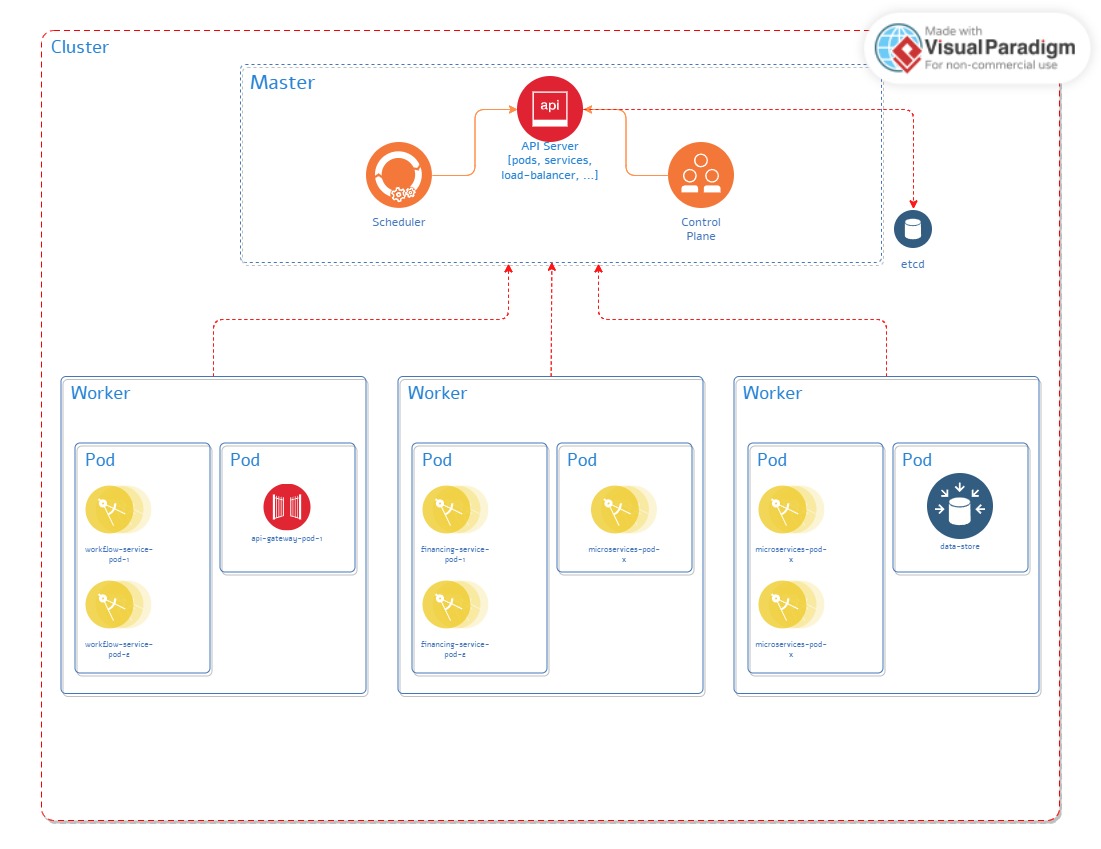 Cluster
Made with
Visual Paradigm
For non-commercial use
Master
api
API Server
[pods, services,
load-balancer, ...]
Scheduler
Control
Plane
etcd
Worker
Pod
workflow-service-
pod-1
workflow-service-
pod-2
Pod
api-gateway-pod-1
Worker
Pod
financing-service-
pod-1
financing-service-
pod-2
Pod
microservices-pod-
x
Worker
Pod
microservices-pod-
x
microservices-pod-
x
Pod
data-store